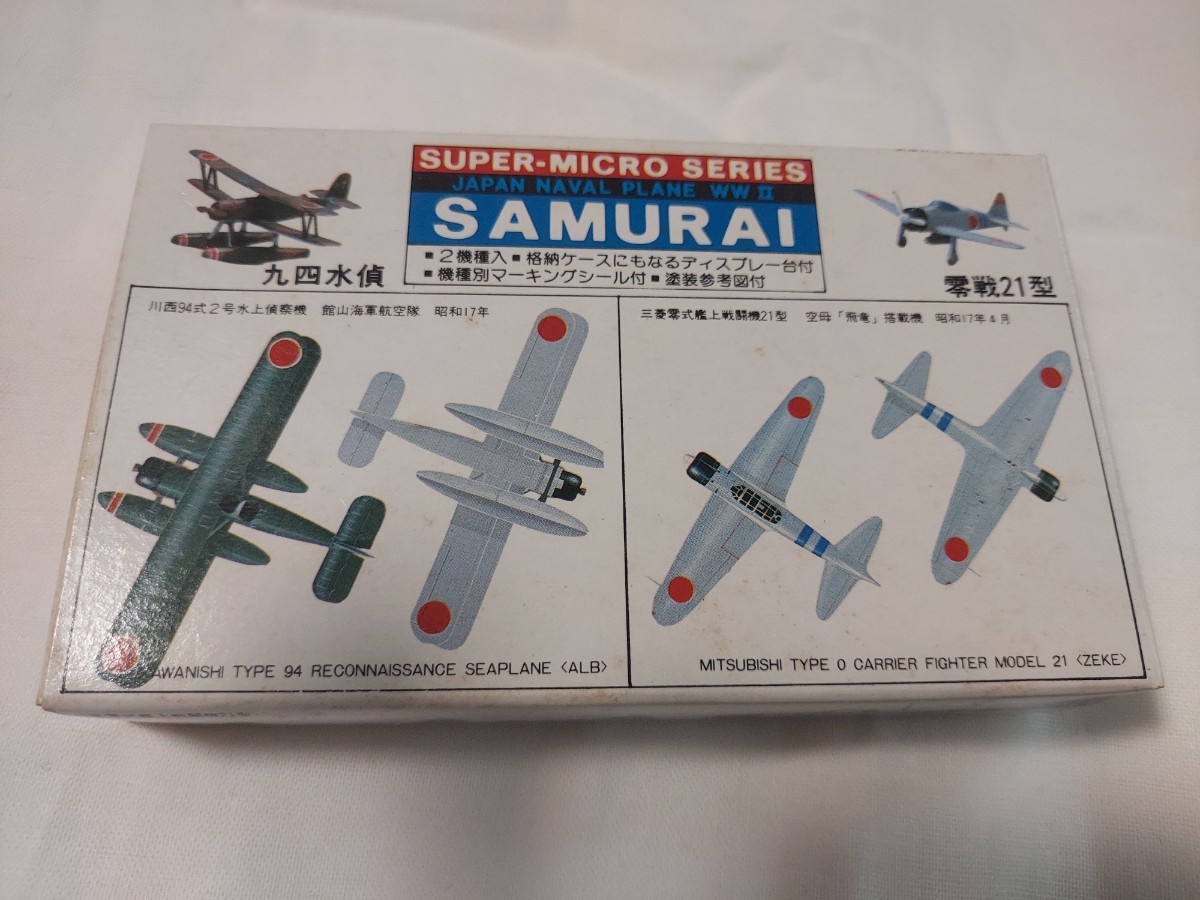 SUPER-MICRO SERIES
JAPAN NAVAL PLANE WWⅡ
SAMURAI
■2機種入■格納ケースにもなるディスプレー台付
■機種別マーキングシール付■塗装参考図付
九四水偵
零戦21型
川西94式2号水上偵察機 館山海軍航空隊 昭和17年
三菱零式艦上戦闘機21型 空母「飛竜」搭載機 昭和17年4月
AWANISHI TYPE 94 RECONNAISSANCE SEAPLANE〈ALB〉
MITSUBISHI TYPE 0 CARRIER FIGHTER MODEL 21〈ZEKE〉